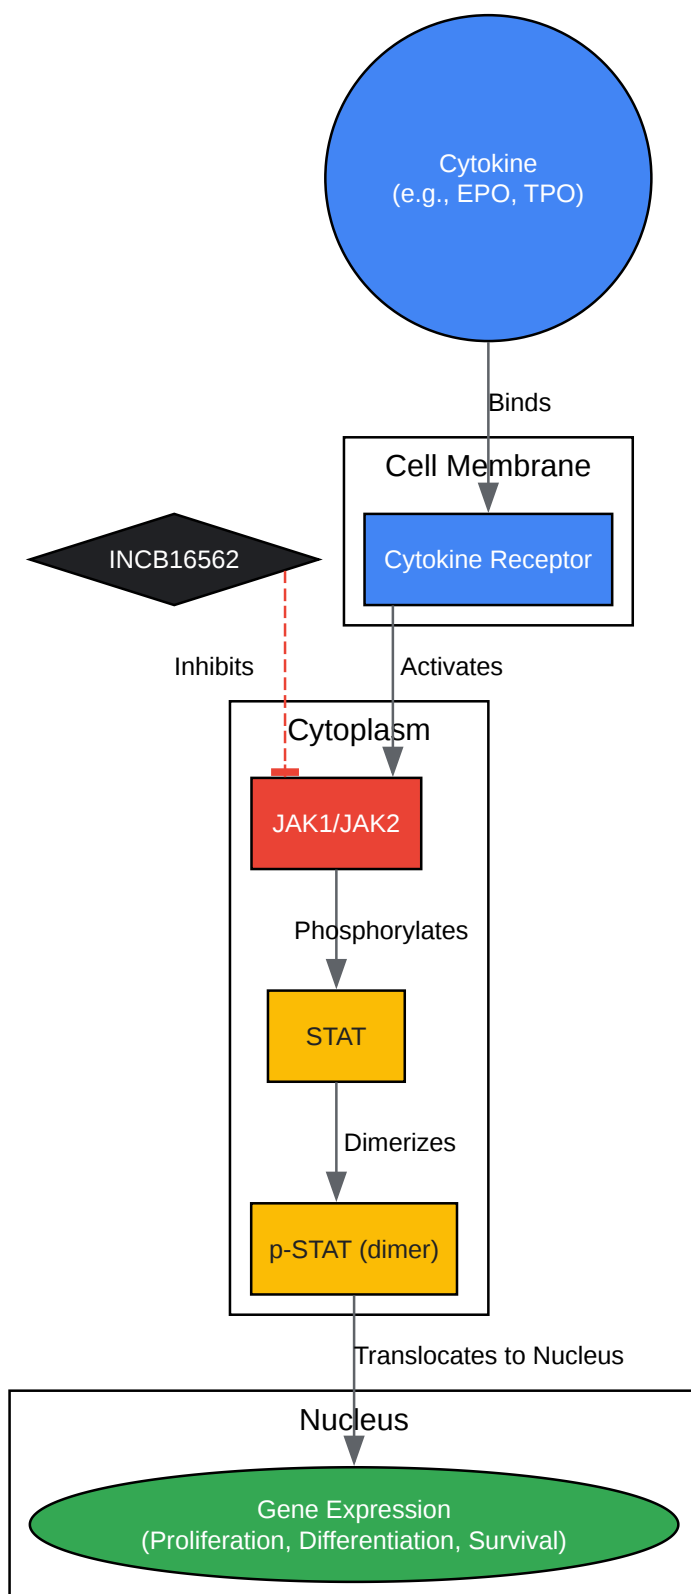 Cytokine
(e.g., EPO, TPO)
Binds
Cell Membrane
Cytokine Receptor
INCB16562
Inhibits
Activates
Cytoplasm
JAK1/JAK2
Phosphorylates
STAT
Dimerizes
p-STAT (dimer)
Translocates to Nucleus
Nucleus
Gene Expression
(Proliferation, Differentiation, Survival)